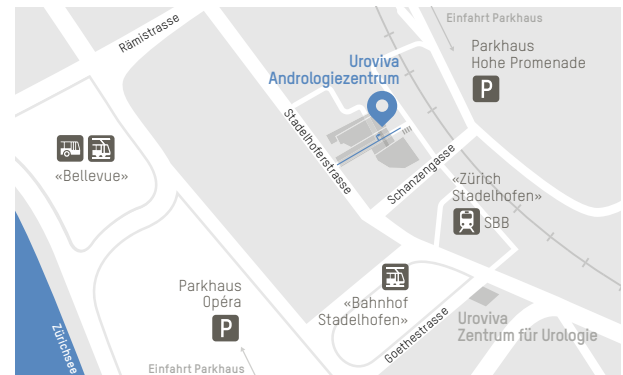 Einfahrt Parkhaus
Rämistrasse
Parkhaus
Hohe Promenade
P
Uroviva
Andrologiezentrum
Stadelhoferstrasse
«Bellevue»
Schanzengasse
«Zürich
Stadelhofen»
SBB
Parkhaus
Opéra
P
«Bahnhof
Stadelhofen»
Goethestrasse
Uroviva
Zentrum für Urologie
Zürichsee
Einfahrt Parkhaus